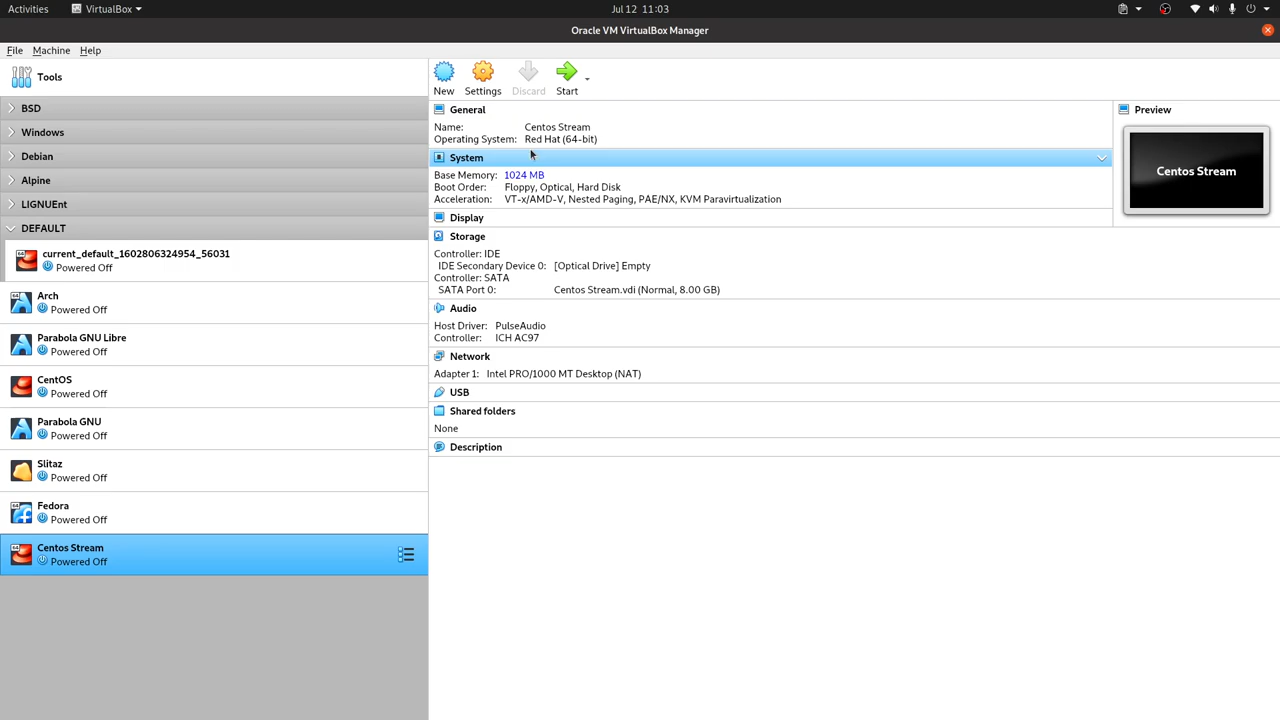 Activities VirtualBox Jul 12 11:03
Oracle VM VirtualBox Manager
File Machine Help
Tools
BSD
Windows
Debian
Alpine
LIGNUEnt
DEFAULT
current_default_1602806324954_56031
Powered Off
Arch
Powered Off
Parabola GNU Libre
Powered Off
CentOS
Powered Off
Parabola GNU
Powered Off
Slitaz
Powered Off
Fedora
Powered Off
Centos Stream
Powered Off
New Settings Discard Start
General
Name: Centos Stream
Operating System: Red Hat (64-bit)
System
Base Memory: 1024 MB
Boot Order: Floppy, Optical, Hard Disk
Acceleration: VT-x/AMD-V, Nested Paging, PAE/NX, KVM Paravirtualization
Display
Storage
Controller: IDE
IDE Secondary Device 0: [Optical Drive] Empty
Controller: SATA
SATA Port 0: Centos Stream.vdi (Normal, 8.00 GB)
Audio
Host Driver: PulseAudio
Controller: ICH AC97
Network
Adapter 1: Intel PRO/1000 MT Desktop (NAT)
USB
Shared folders
None
Description
Preview
Centos Stream